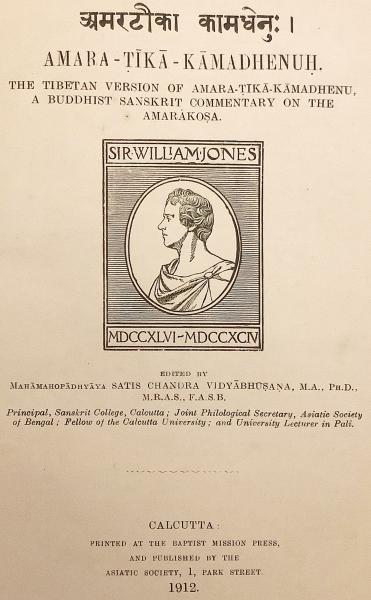 अमरटीका कामधेनुः।
AMARA-ṬĪKĀ-KĀMADHENUḤ.
THE TIBETAN VERSION OF AMARA-ṬĪKĀ-KĀMADHENU,
A BUDDHIST SANSKRIT COMMENTARY ON THE
AMARAKOṢA.
SIR·WILLIAM·JONES
MDCCXLVI-MDCCXCIV
EDITED BY
MAHĀMAHOPĀDHYĀYA SATIS CHANDRA VIDYĀBHŪṢAṆA, M.A., PH.D.,
M.R.A.S., F.A.S.B.
Principal, Sanskrit College, Calcutta; Joint Philological Secretary, Asiatic Society
of Bengal; Fellow of the Calcutta University; and University Lecturer in Pali.
CALCUTTA:
PRINTED AT THE BAPTIST MISSION PRESS,
AND PUBLISHED BY THE
ASIATIC SOCIETY, 1, PARK STREET.
1912.